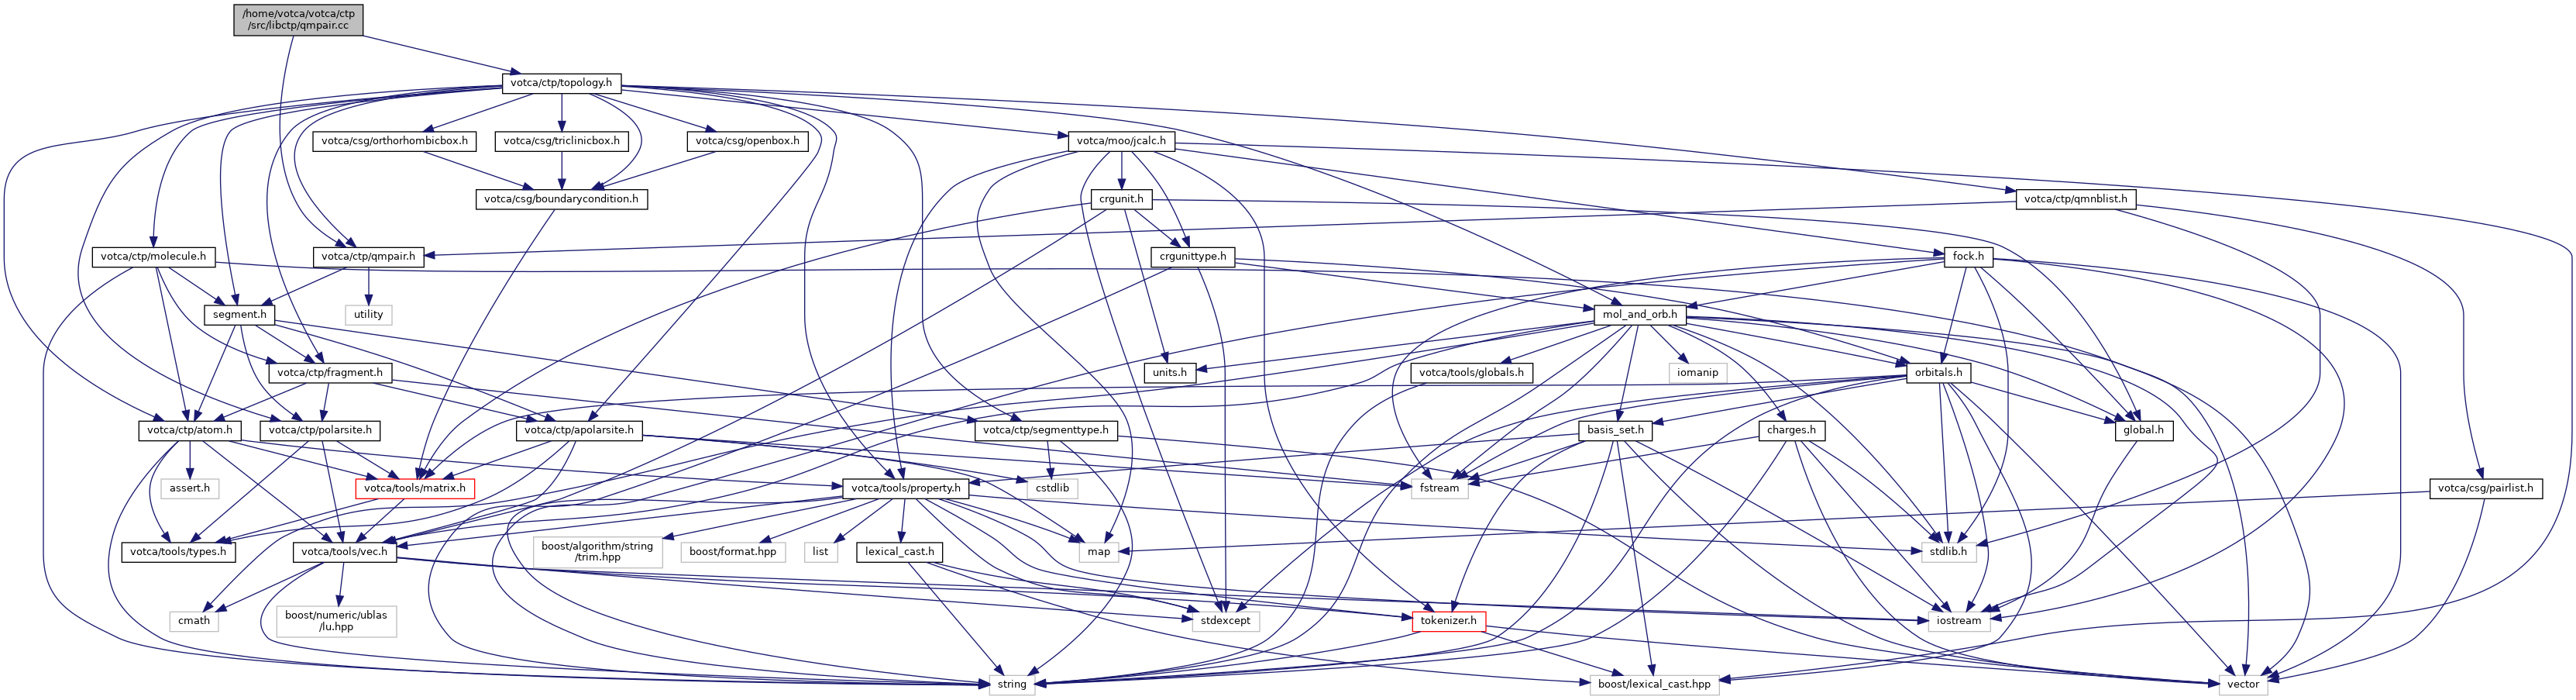 /home/votca/votca/ctp
/src/libctp/qmpair.cc
votca/ctp/topology.h
votca/csg/orthorhombicbox.h
votca/csg/triclinicbox.h
votca/csg/openbox.h
votca/moo/jcalc.h
votca/csg/boundarycondition.h
crgunit.h
votca/ctp/qmnblist.h
votca/ctp/molecule.h
votca/ctp/qmpair.h
crgunittype.h
fock.h
segment.h
utility
mol_and_orb.h
votca/ctp/fragment.h
units.h
votca/tools/globals.h
iomanip
orbitals.h
votca/ctp/atom.h
votca/ctp/polarsite.h
votca/ctp/apolarsite.h
votca/ctp/segmenttype.h
basis_set.h
charges.h
global.h
assert.h
votca/tools/matrix.h
votca/tools/property.h
cstdlib
fstream
votca/csg/pairlist.h
votca/tools/types.h
votca/tools/vec.h
boost/algorithm/string
/trim.hpp
boost/format.hpp
list
lexical_cast.h
map
stdlib.h
cmath
boost/numeric/ublas
/lu.hpp
stdexcept
tokenizer.h
iostream
string
boost/lexical_cast.hpp
vector